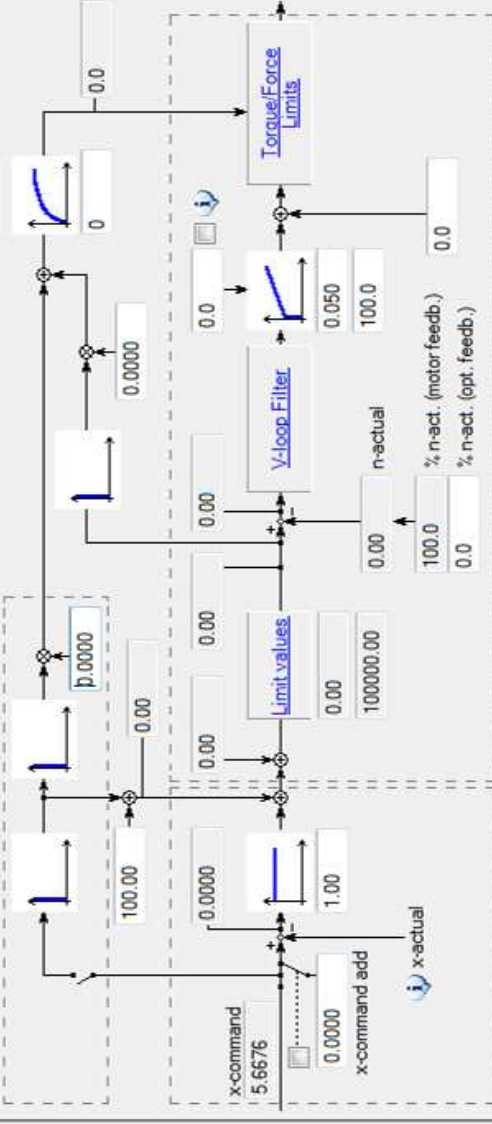 0.0
0
0.0000
0.0000
0.00
100.00
Torque/Force
Limits
0.0
0.050
100.0
0.0
V-loop Filter
0.00
0.00
0.00
Limit values
0.00
100000.00
n-actual
0.00
100.0
% n-act. (motor feedb.)
0.0
% n-act. (opt. feedb.)
0.0000
1.00
x-command
5.6676
0.0000
x-command add
x-actual